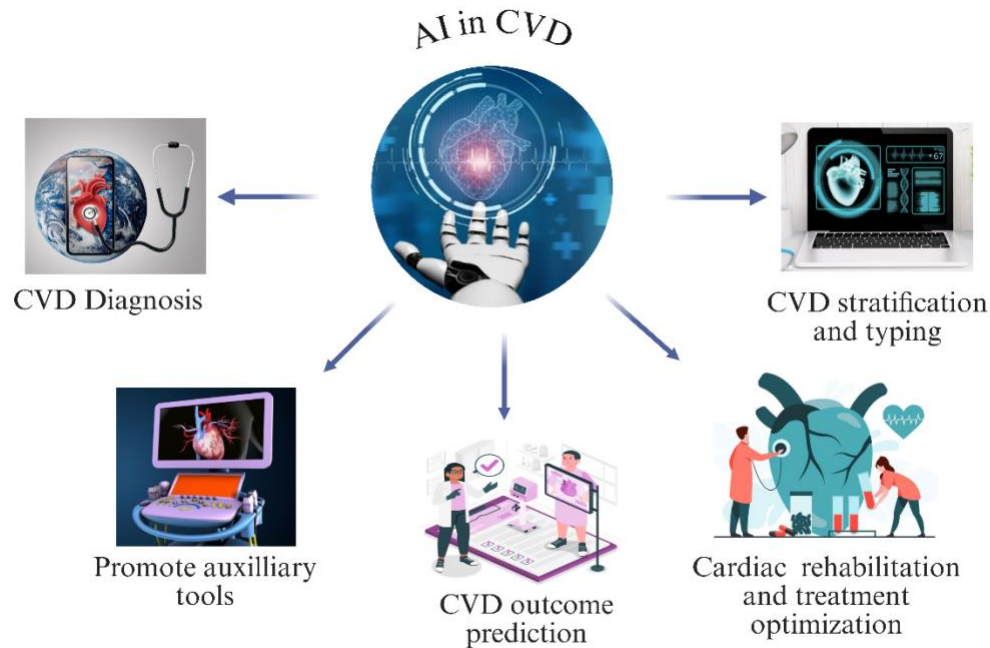 AI in CVD
CVD Diagnosis
CVD stratification
and typing
+67
Promote auxilliary
tools
CVD outcome
prediction
Cardiac rehabilitation
and treatment
optimization